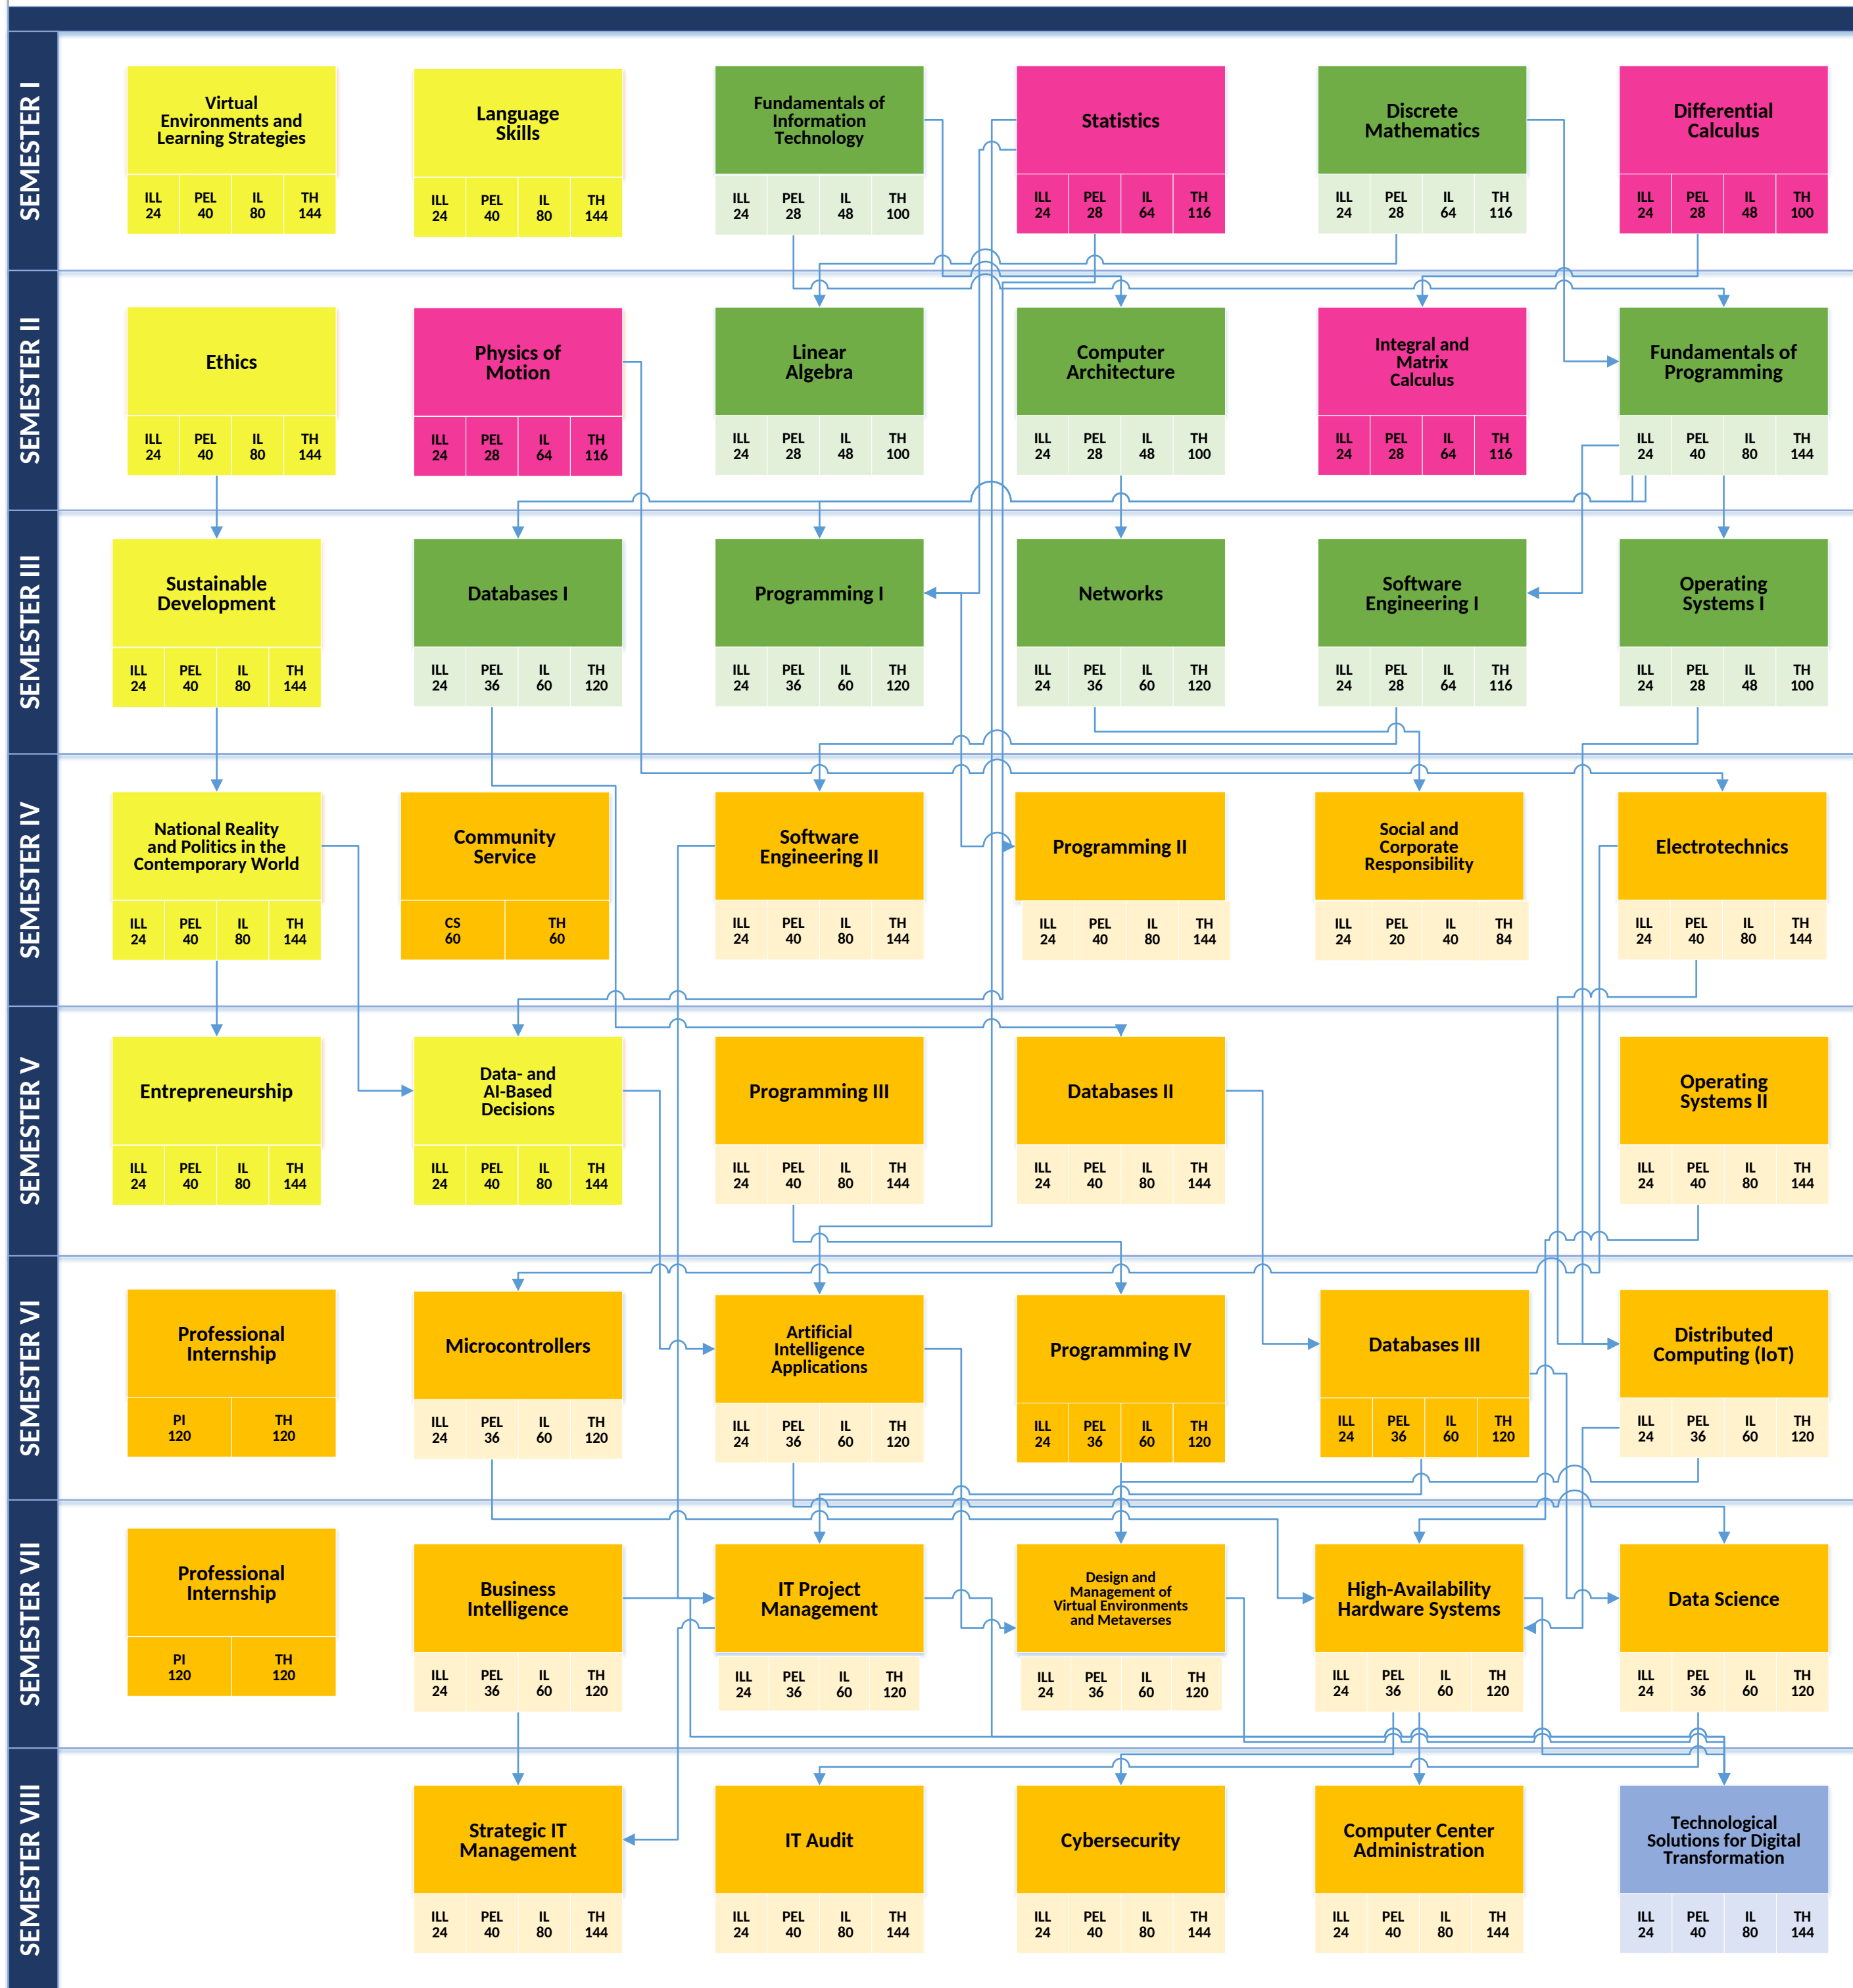 SEMESTER I
Virtual
Environments and
Learning Strategies
ILL PEL IL TH
24 40 80 144
Language
Skills
ILL PEL IL TH
24 40 80 144
Fundamentals of
Information
Technology
ILL PEL IL TH
24 28 48 100
Statistics
ILL PEL IL TH
24 28 64 116
Discrete
Mathematics
ILL PEL IL TH
24 28 64 116
Differential
Calculus
ILL PEL IL TH
24 28 48 100
SEMESTER II
Ethics
ILL PEL IL TH
24 40 80 144
Physics of
Motion
ILL PEL IL TH
24 28 64 116
Linear
Algebra
ILL PEL IL TH
24 28 48 100
Computer
Architecture
ILL PEL IL TH
24 28 48 100
Integral and
Matrix
Calculus
ILL PEL IL TH
24 28 64 116
Fundamentals of
Programming
ILL PEL IL TH
24 40 80 144
SEMESTER III
Sustainable
Development
ILL PEL IL TH
24 40 80 144
Databases I
ILL PEL IL TH
24 36 60 120
Programming I
ILL PEL IL TH
24 36 60 120
Networks
ILL PEL IL TH
24 36 60 120
Software
Engineering I
ILL PEL IL TH
24 28 64 116
Operating
Systems I
ILL PEL IL TH
24 28 48 100
SEMESTER IV
National Reality
and Politics in the
Contemporary World
ILL PEL IL TH
24 40 80 144
Community
Service
CS TH
60 60
Software
Engineering II
ILL PEL IL TH
24 40 80 144
Programming II
ILL PEL IL TH
24 40 80 144
Social and
Corporate
Responsibility
ILL PEL IL TH
24 20 40 84
Electrotechnics
ILL PEL IL TH
24 40 80 144
SEMESTER V
Entrepreneurship
ILL PEL IL TH
24 40 80 144
Data- and
AI-Based
Decisions
ILL PEL IL TH
24 40 80 144
Programming III
ILL PEL IL TH
24 40 80 144
Databases II
ILL PEL IL TH
24 40 80 144
Operating
Systems II
ILL PEL IL TH
24 40 80 144
SEMESTER VI
Professional
Internship
PI TH
120 120
Microcontrollers
ILL PEL IL TH
24 36 60 120
Artificial
Intelligence
Applications
ILL PEL IL TH
24 36 60 120
Programming IV
ILL PEL IL TH
24 36 60 120
Databases III
ILL PEL IL TH
24 36 60 120
Distributed
Computing (IoT)
ILL PEL IL TH
24 36 60 120
SEMESTER VII
Professional
Internship
PI TH
120 120
Business
Intelligence
ILL PEL IL TH
24 36 60 120
IT Project
Management
ILL PEL IL TH
24 36 60 120
Design and
Management of
Virtual Environments
and Metaverses
ILL PEL IL TH
24 36 60 120
High-Availability
Hardware Systems
ILL PEL IL TH
24 36 60 120
Data Science
ILL PEL IL TH
24 36 60 120
SEMESTER VIII
Strategic IT
Management
ILL PEL IL TH
24 40 80 144
IT Audit
ILL PEL IL TH
24 40 80 144
Cybersecurity
ILL PEL IL TH
24 40 80 144
Computer Center
Administration
ILL PEL IL TH
24 40 80 144
Technological
Solutions for Digital
Transformation
ILL PEL IL TH
24 40 80 144